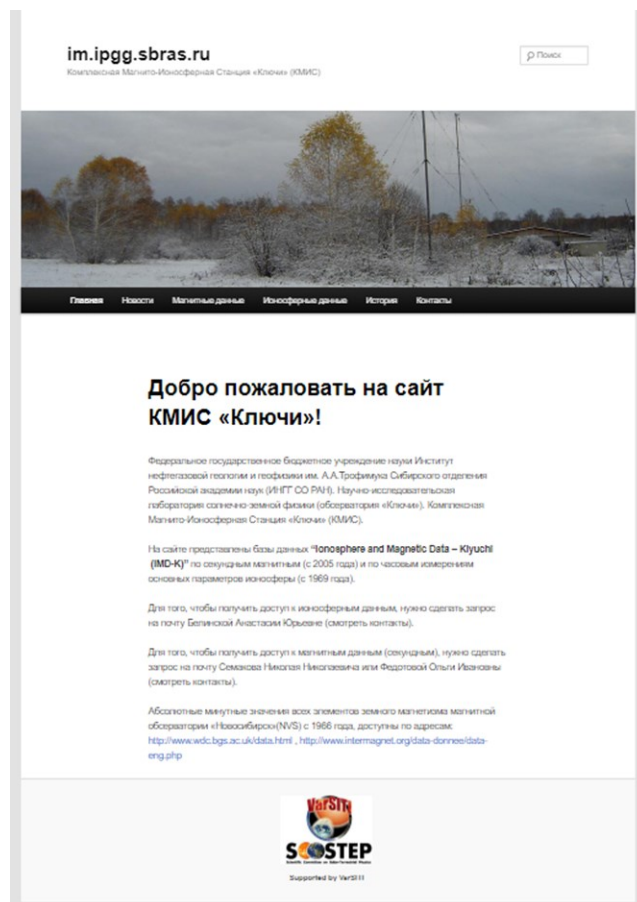 im.ipgg.sbras.ru
Комплексная Магнито-Ионосферная Станция «Ключи» (КМИС)
Поиск
Главная Новости Магнитные данные Ионосферные данные История Контакты
Добро пожаловать на сайт
КМИС «Ключи»!
Федеральное государственное бюджетное учреждение науки Институт
нефтегазовой геологии и геофизики им. А.А.Трофимука Сибирского отделения
Российской академии наук (ИНГГ СО РАН). Научно-исследовательская
лаборатория солнечно-земной физики (обсерватория «Ключи»). Комплексная
Магнито-Ионосферная Станция «Ключи» (КМИС).
На сайте представлены базы данных “Ionosphere and Magnetic Data – Klyuchi
(IMD-K)” по секундным магнитным (с 2005 года) и по часовым измерениям
основных параметров ионосферы (с 1969 года).
Для того, чтобы получить доступ к ионосферным данным, нужно сделать запрос
на почту Белинской Анастасии Юрьевне (смотреть контакты).
Для того, чтобы получить доступ к магнитным данным (секундным), нужно сделать
запрос на почту Семакова Николая Николаевича или Федотовой Ольги Ивановны
(смотреть контакты).
Абсолютные минутные значения всех элементов земного магнетизма магнитной
обсерватории «Новосибирск»(NVS) с 1966 года, доступны по адресам:
http://www.wdc.bgs.ac.uk/data.html , http://www.intermagnet.org/data-donnee/data-
eng.php
VarSITI
SCOSTEP
Scientific Committee on Solar-Terrestrial Physics
Supported by VarSITI